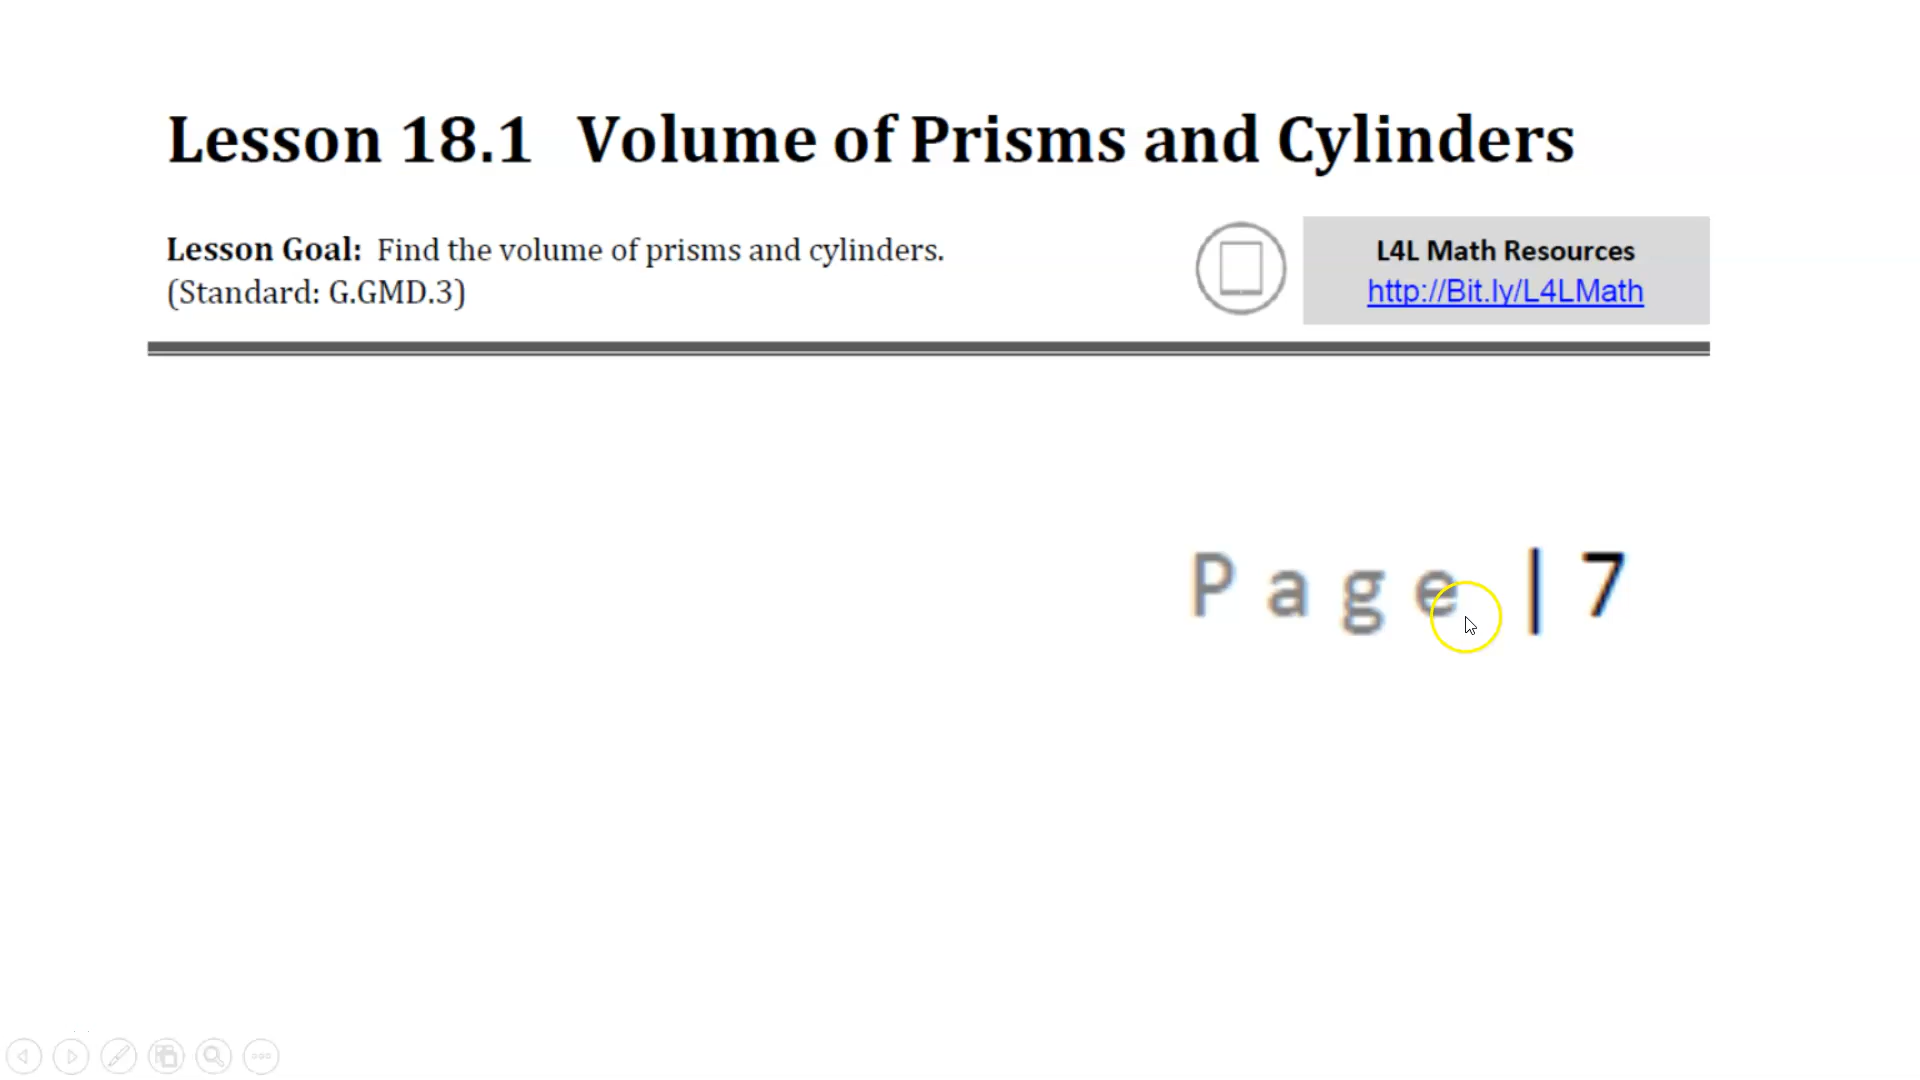 Lesson 18.1 Volume of Prisms and Cylinders
Lesson Goal: Find the volume of prisms and cylinders.
(Standard: G.GMD.3)
L4L Math Resources
http://Bit.ly/L4LMath
Page | 7